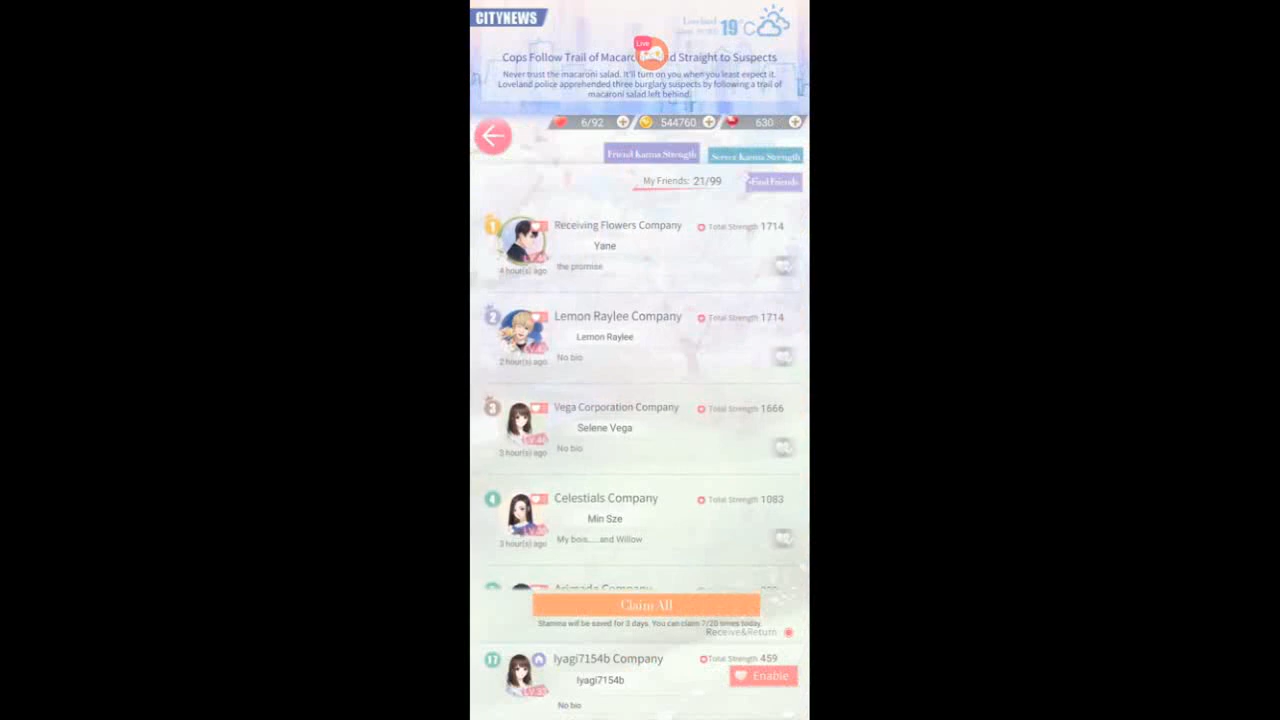 CITYNEWS
Loveland
19°C
Live
Cops Follow Trail of Macaro d Straight to Suspects
Never trust the macaroni salad. It'll turn on you when you least expect it.
Loveland police apprehended three burglary suspects by following a trail of
macaroni salad left behind.
6/92
544760
630
Friend Karma Strength
Server Karma Strength
My Friends: 21/99
+Find Friends
1
Receiving Flowers Company
Total Strength 1714
Yane
4 hour(s) ago
the promise
2
Lemon Raylee Company
Total Strength 1714
Lemon Raylee
2 hour(s) ago
No bio
3
Vega Corporation Company
Total Strength 1666
Selene Vega
3 hour(s) ago
No bio
4
Celestials Company
Total Strength 1083
Min Sze
3 hour(s) ago
My bois.....and Willow
Claim All
Stamina will be saved for 3 days. You can claim 7/20 times today.
Receive&Return
17
Iyagi7154b Company
Total Strength 459
Iyagi7154b
Enable
No bio